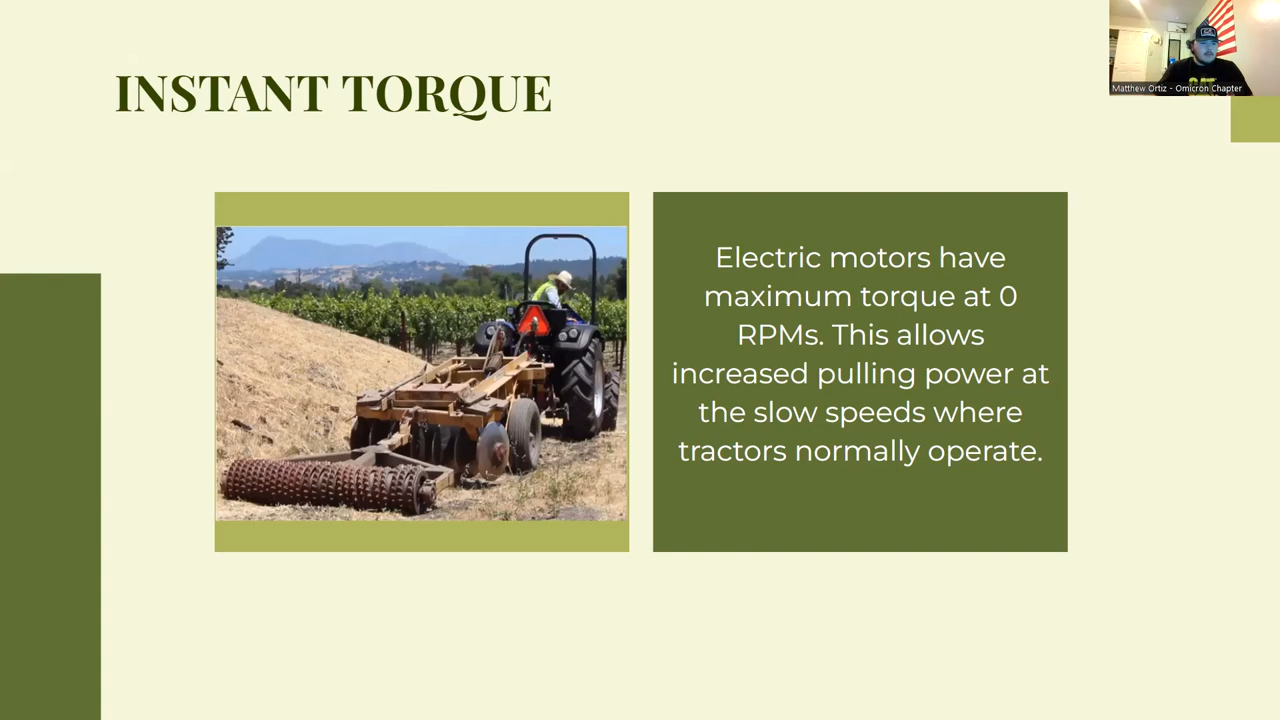 INSTANT TORQUE
Electric motors have
maximum torque at 0
RPMs. This allows
increased pulling power at
the slow speeds where
tractors normally operate.
Matthew Ortiz - Omicron Chapter